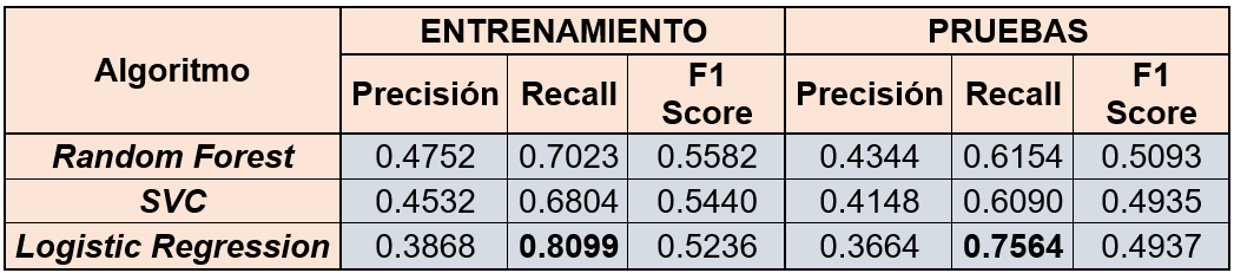 Algoritmo ENTRENAMIENTO PRUEBAS
Precisión Recall F1 Score Precisión Recall F1 Score
Random Forest 0.4752 0.7023 0.5582 0.4344 0.6154 0.5093
SVC 0.4532 0.6804 0.5440 0.4148 0.6090 0.4935
Logistic Regression 0.3868 0.8099 0.5236 0.3664 0.7564 0.4937